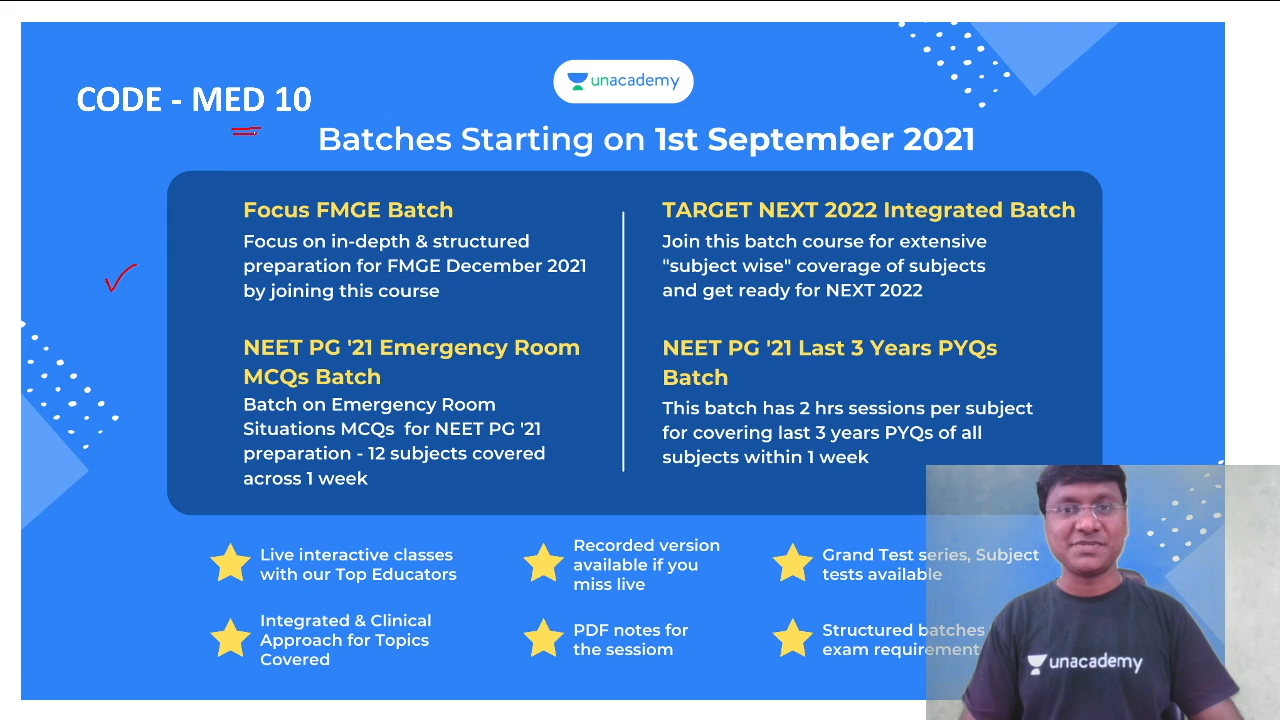 unacademy
CODE - MED 10
Batches Starting on 1st September 2021
Focus FMGE Batch
Focus on in-depth & structured
preparation for FMGE December 2021
by joining this course
TARGET NEXT 2022 Integrated Batch
Join this batch course for extensive
"subject wise" coverage of subjects
and get ready for NEXT 2022
NEET PG '21 Emergency Room
MCQs Batch
Batch on Emergency Room
Situations MCQs for NEET PG '21
preparation - 12 subjects covered
across 1 week
NEET PG '21 Last 3 Years PYQs
Batch
This batch has 2 hrs sessions per subject
for covering last 3 years PYQs of all
subjects within 1 week
Live interactive classes
with our Top Educators
Recorded version
available if you
miss live
Grand Test series, Subject
tests available
Integrated & Clinical
Approach for Topics
Covered
PDF notes for
the sessiom
Structured batches
exam requirement
unacademy